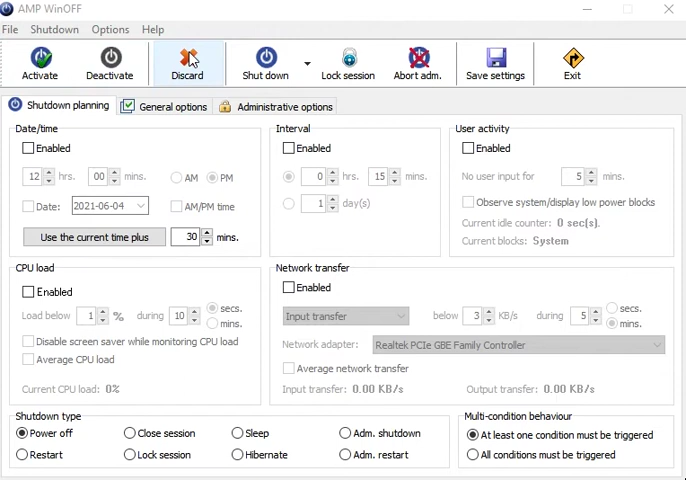 AMP WinOFF
File Shutdown Options Help
Activate Deactivate Discard Shut down Lock session Abort adm. Save settings Exit
Shutdown planning General options Administrative options
Date/time
Enabled
12 hrs. 00 mins. AM PM
Date: 2021-06-04 AM/PM time
Use the current time plus 30 mins.
Interval
Enabled
0 hrs. 15 mins.
1 day(s)
User activity
Enabled
No user input for 5 mins.
Observe system/display low power blocks
Current idle counter: 0 sec(s).
Current blocks: System
CPU load
Enabled
Load below 1 % during 10 secs.
mins.
Disable screen saver while monitoring CPU load
Average CPU load
Current CPU load: 0%
Network transfer
Enabled
Input transfer below 3 KB/s during 5 secs.
mins.
Network adapter: Realtek PCIe GBE Family Controller
Average network transfer
Input transfer: 0.00 KB/s Output transfer: 0.00 KB/s
Shutdown type
Power off Close session Sleep Adm. shutdown
Restart Lock session Hibernate Adm. restart
Multi-condition behaviour
At least one condition must be triggered
All conditions must be triggered